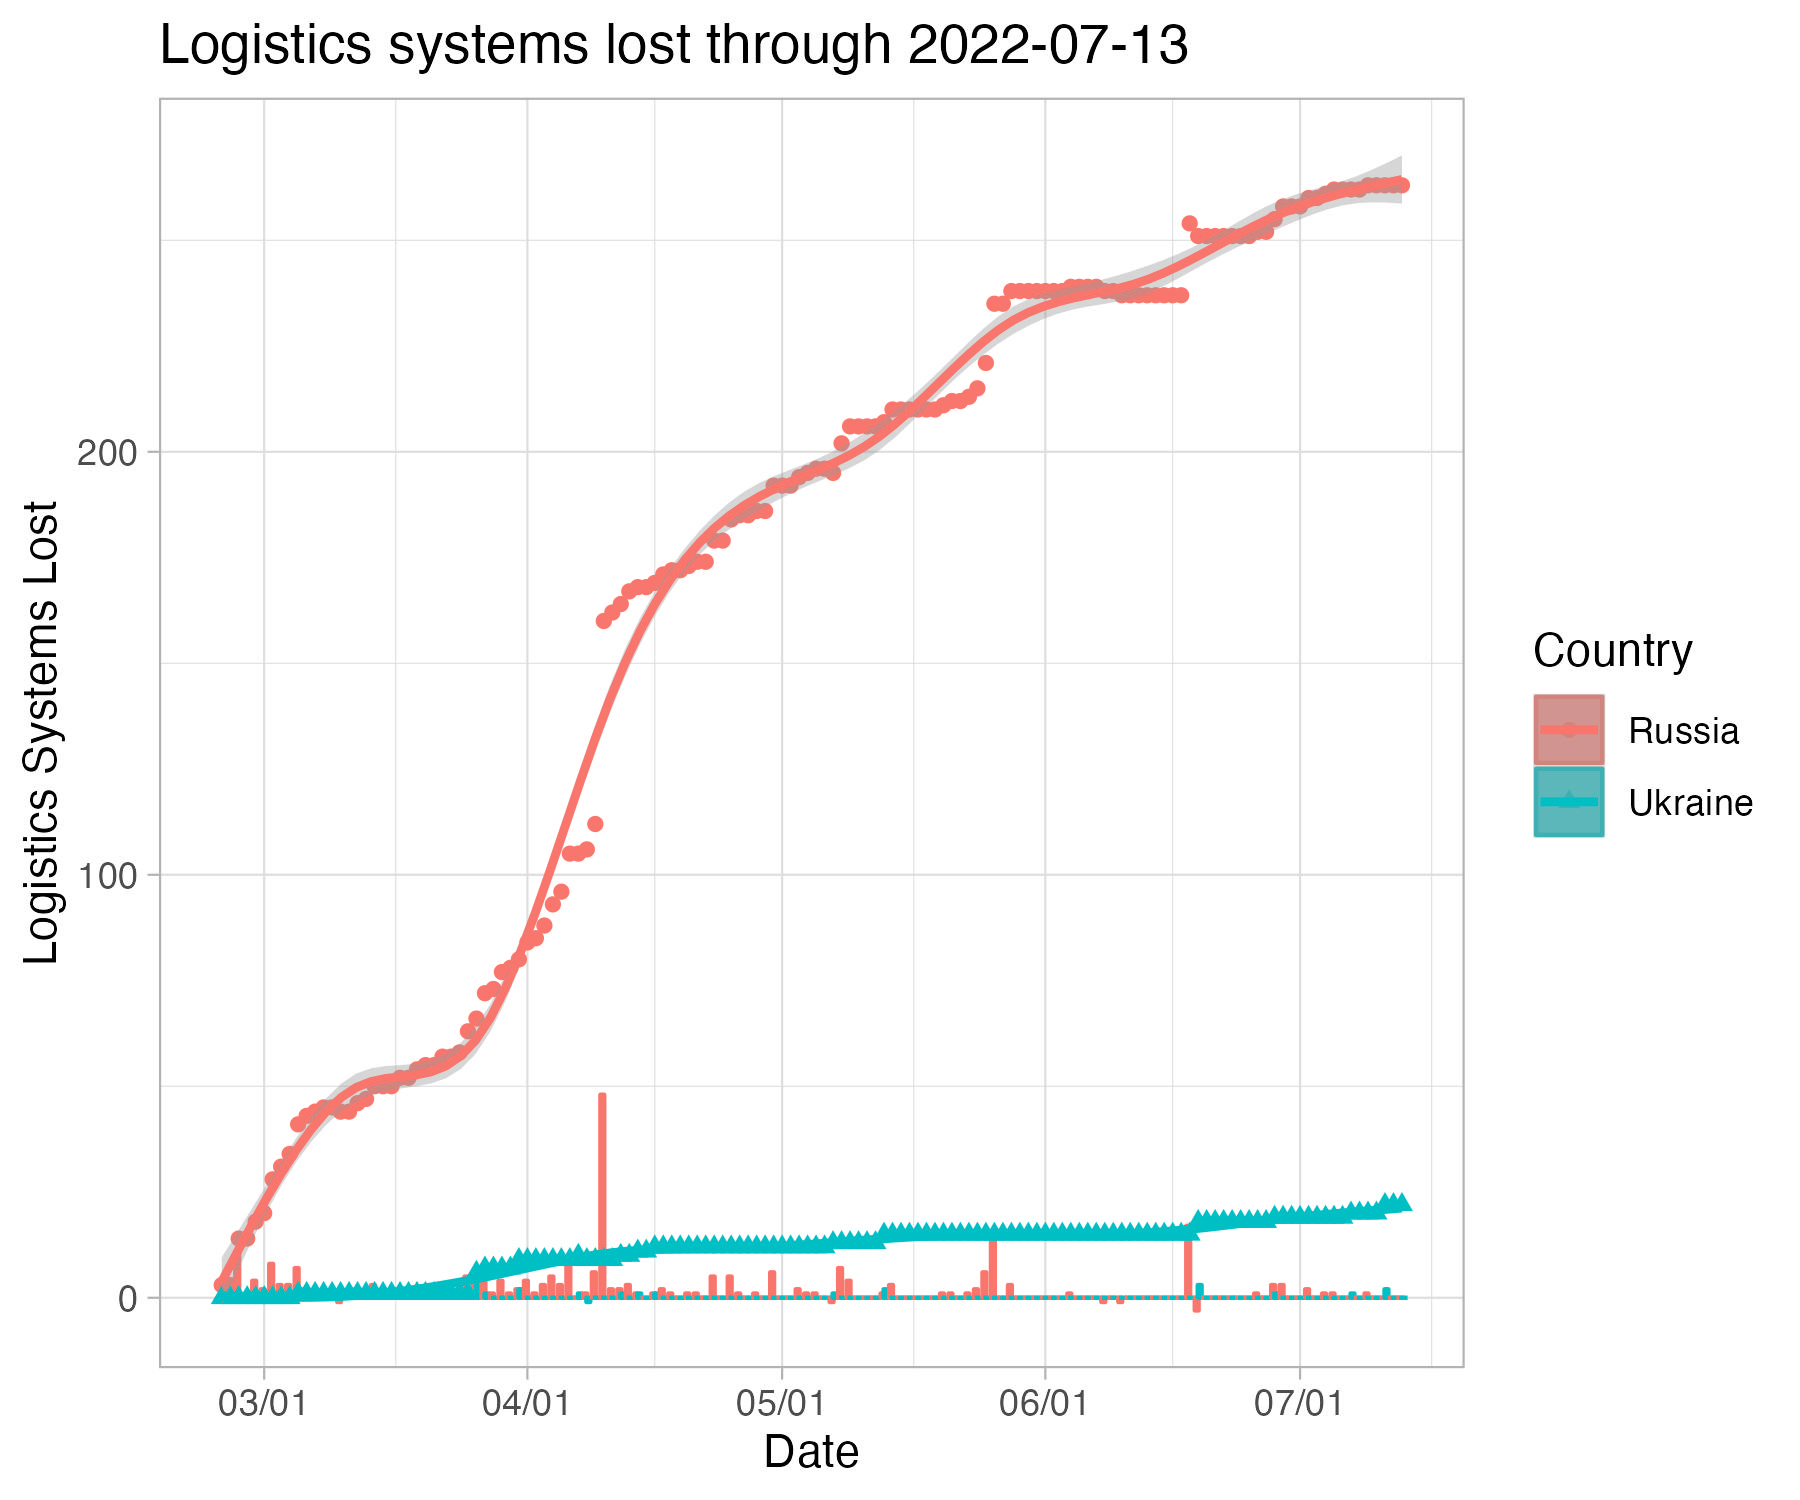 Logistics systems lost through 2022-07-13
Logistics Systems Lost
200
100
0
03/01
04/01
05/01
06/01
07/01
Date
Country
Russia
Ukraine